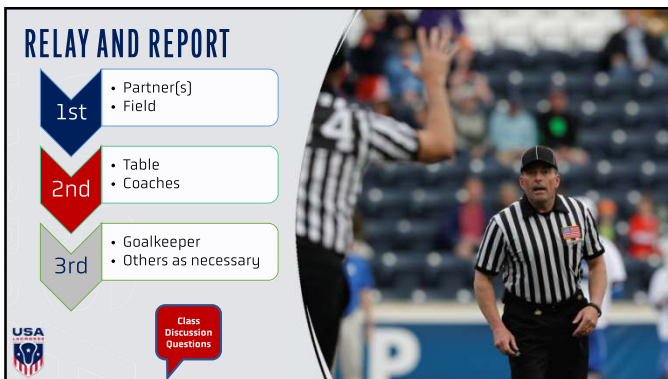 RELAY AND REPORT
1st
• Partner(s)
• Field
2nd
• Table
• Coaches
3rd
• Goalkeeper
• Others as necessary
Class
Discussion
Questions
USA
LACROSSE
4
P